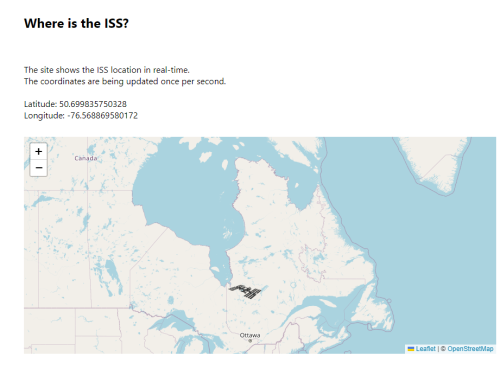 Where is the ISS?
The site shows the ISS location in real-time.
The coordinates are being updated once per second.
Latitude: 50.699835750328
Longitude: -76.568869580172
+
−
Canada
Ottawa
Leaflet | © OpenStreetMap